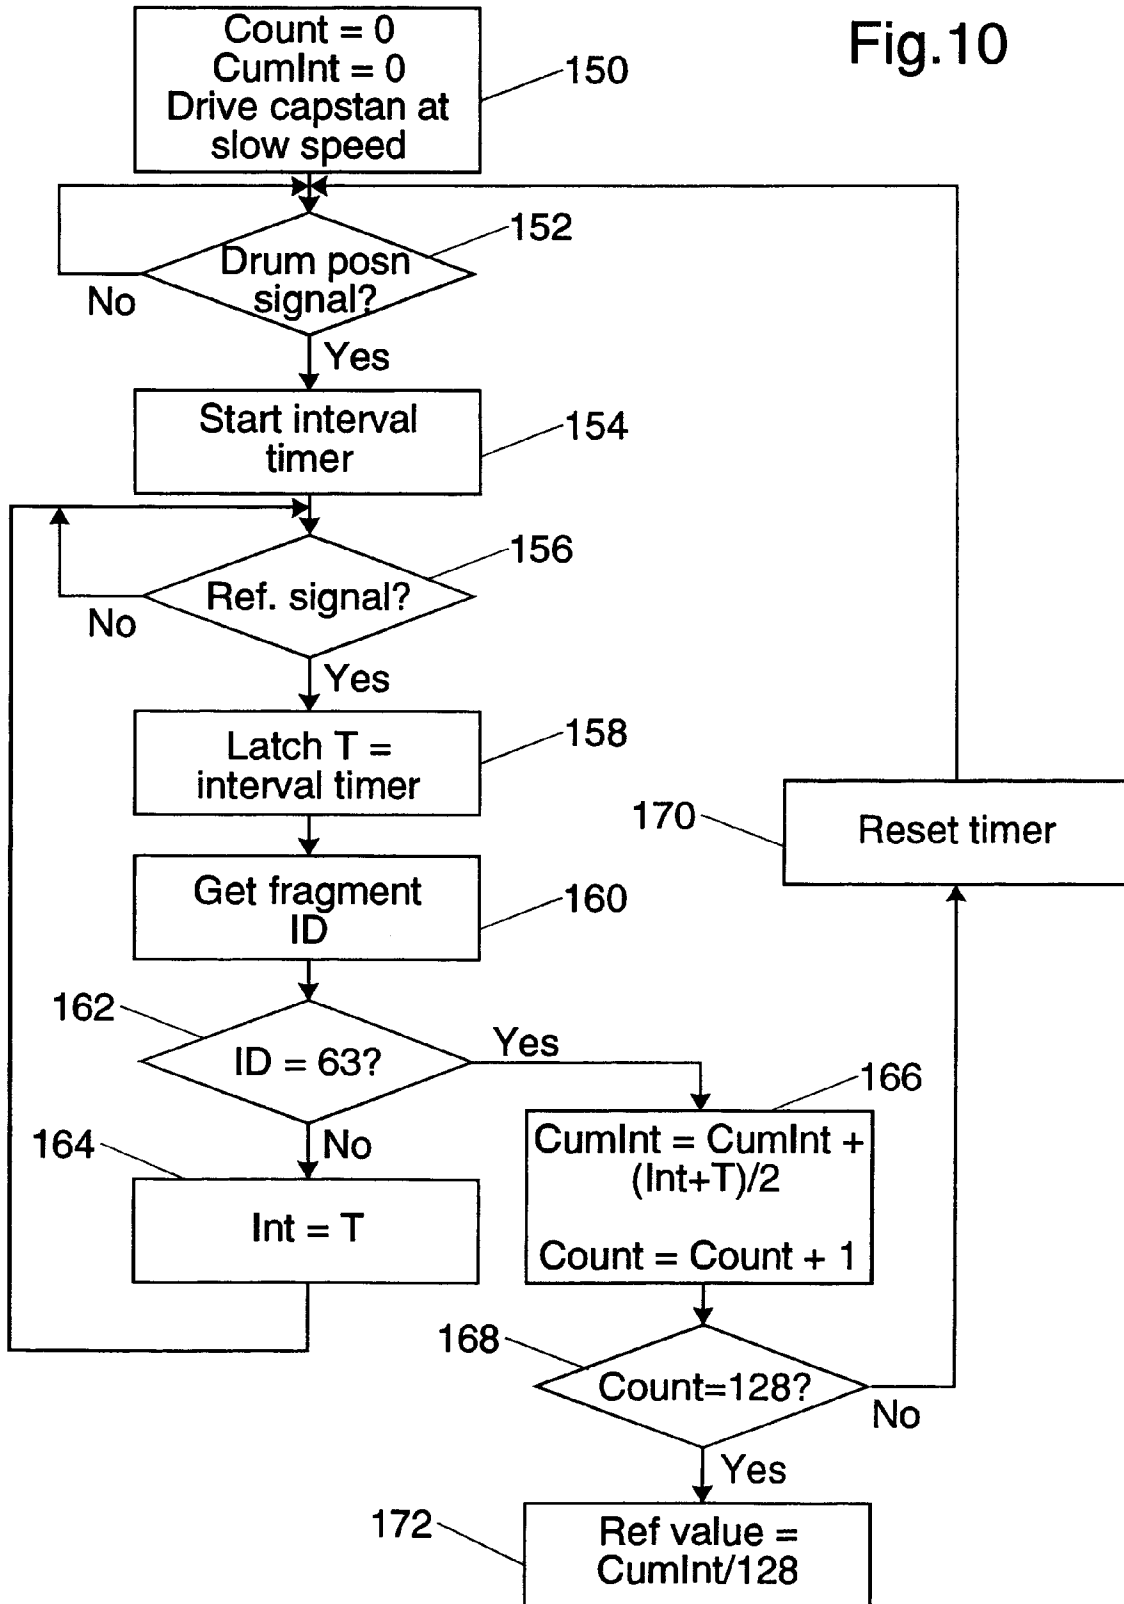 Fig.10
Count = 0
CumInt = 0
Drive capstan at
slow speed
150
152
Drum posn
signal?
No
Yes
Start interval
timer
154
156
Ref. signal?
No
Yes
Latch T =
interval timer
158
170
Reset timer
Get fragment
ID
160
162
ID = 63?
Yes
No
166
CumInt = CumInt +
(Int+T)/2
Count = Count + 1
164
Int = T
168
Count=128?
No
Yes
172
Ref value =
CumInt/128